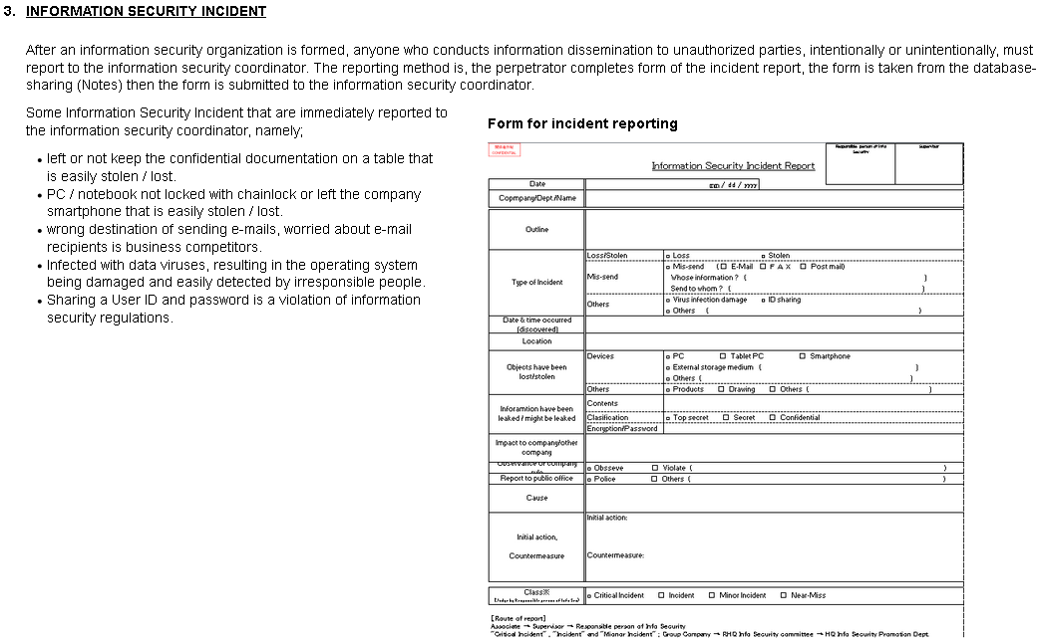 3. INFORMATION SECURITY INCIDENT
After an information security organization is formed, anyone who conducts information dissemination to unauthorized parties, intentionally or unintentionally, must
report to the information security coordinator. The reporting method is, the perpetrator completes form of the incident report, the form is taken from the database-
sharing (Notes) then the form is submitted to the information security coordinator.
Some Information Security Incident that are immediately reported to
the information security coordinator, namely;
• left or not keep the confidential documentation on a table that
is easily stolen / lost.
• PC / notebook not locked with chainlock or left the company
smartphone that is easily stolen / lost.
• wrong destination of sending e-mails, worried about e-mail
recipients is business competitors.
• Infected with data viruses, resulting in the operating system
being damaged and easily detected by irresponsible people.
• Sharing a User ID and password is a violation of information
security regulations.
Form for incident reporting
CONFIDENTIAL
Responsible person of Info Security
Supervisor
Information Security Incident Report
Date mm / dd / yyyy
Copmpany/Dept./Name
Outline
Type of Incident
Loss/Stolen □ Loss □ Stolen
Mis-send □ Mis-send (□ E-Mail □ F A X □ Post mail)
Whose information ? ( )
Send to whom ? ( )
Others □ Virus infection damage □ ID sharing
□ Others ( )
Date & time occurred
(discovered)
Location
Objects have been
lost/stolen
Devices □ PC □ Tablet PC □ Smartphone
□ External storage medium ( )
□ Others ( )
Others □ Products □ Drawing □ Others ( )
Inforamtion have been
leaked / might be leaked
Contents
Clasification □ Top secret □ Secret □ Confidential
Encryption/Password
Impact to company/other
company
Observance of company
rule
□ Obsseve □ Violate ( )
Report to public office □ Police □ Others ( )
Cause
Initial action,
Countermeasure
Initial action:
Countermeasure:
Class※
□ Critical Incident □ Incident □ Minor Incident □ Near-Miss
[Route of report]
Associate → Supervisor → Responsible person of Info Security
"Critical Incident", "Incident" and "Mianor Incident" ; Group Company → RHQ Info Security committee → HQ Info Security Promotion Dept.